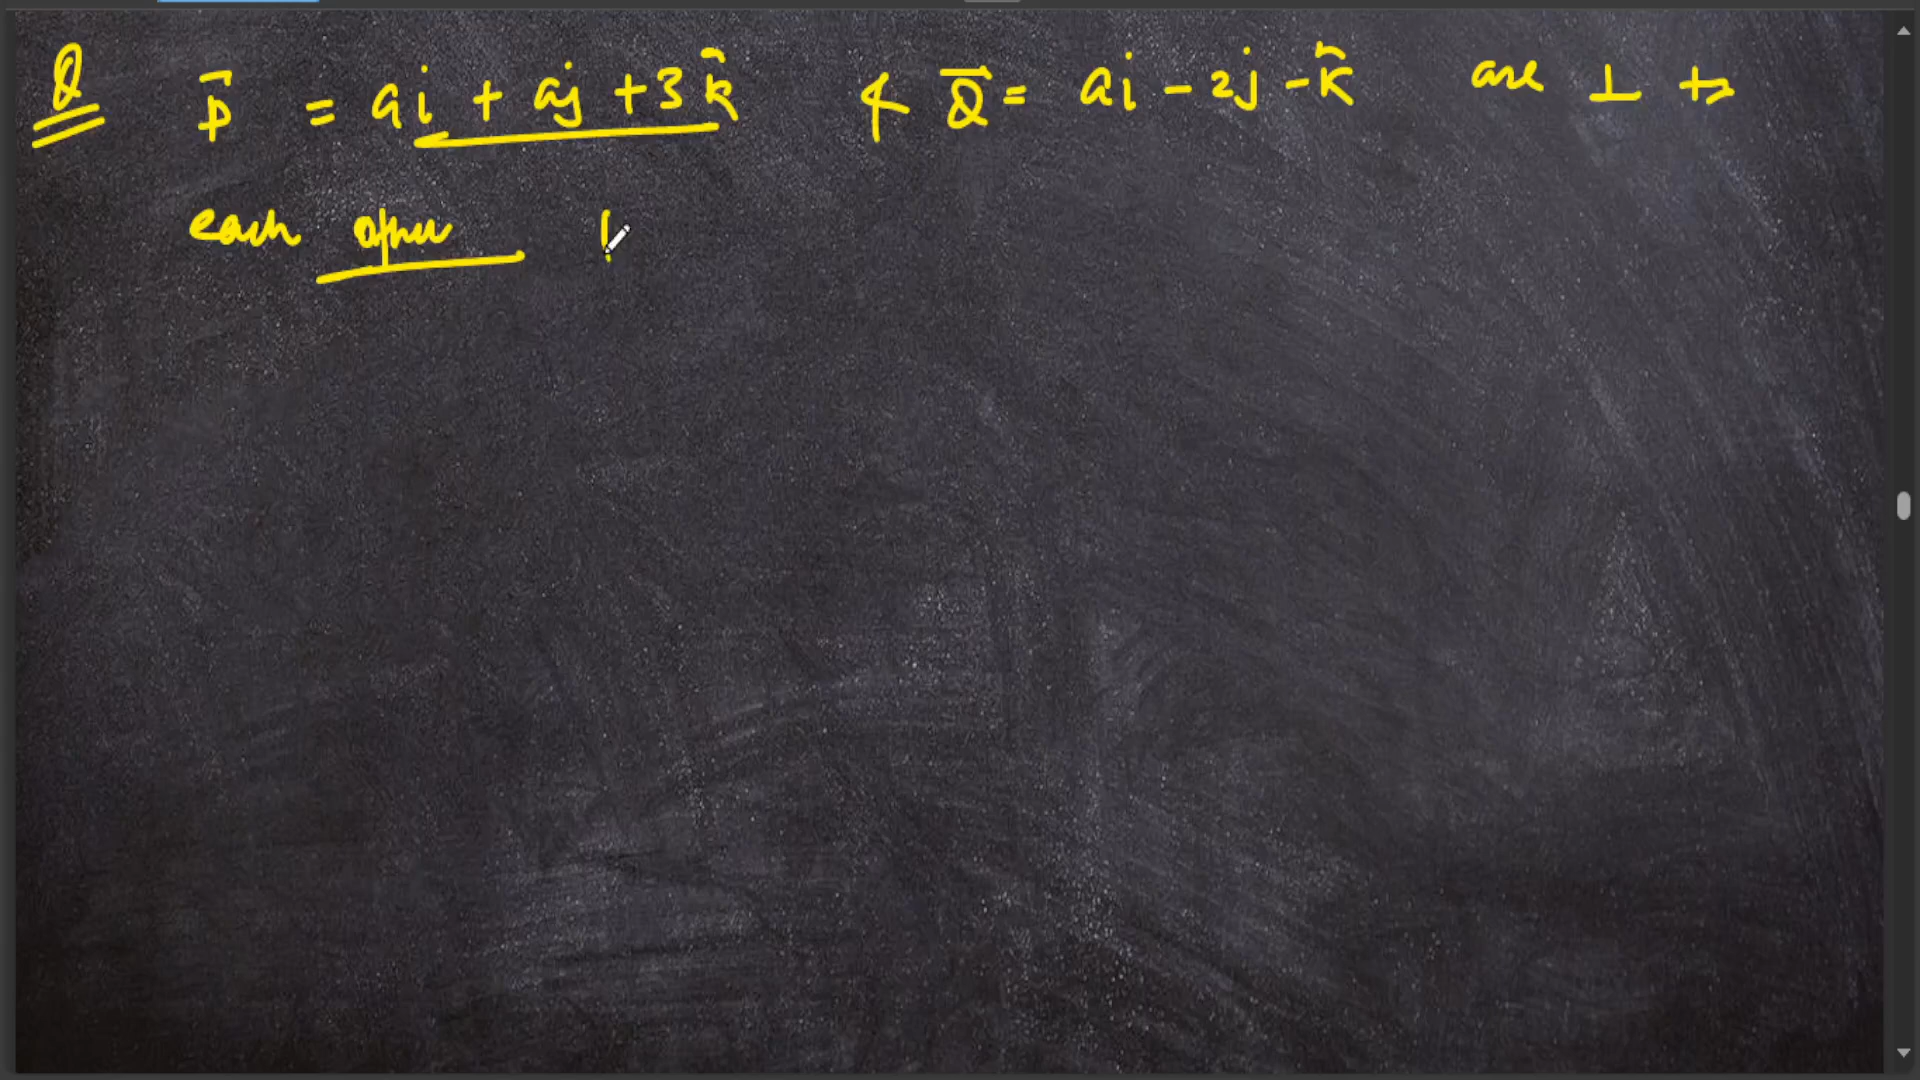 Q P⃗ = ai + aj + 3k̂ & Q̅ = ai - 2j - k̂ are ⊥ to
each other